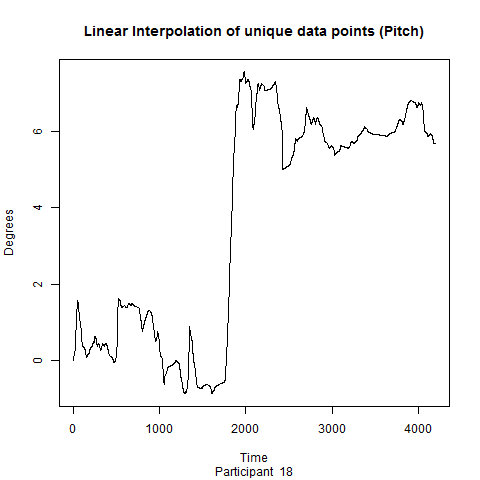 Linear Interpolation of unique data points (Pitch)
Degrees
6
4
2
0
0 1000 2000 3000 4000
Time
Participant 18